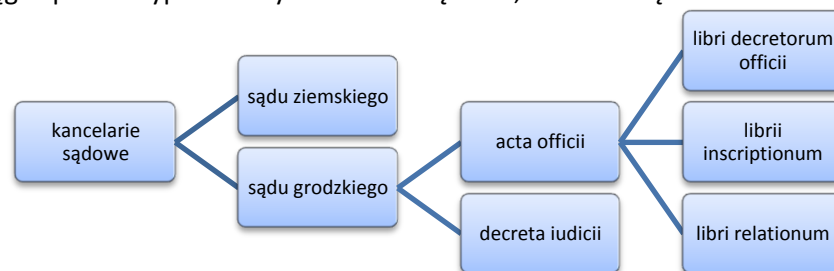 libri decretorum
officii
sądu ziemskiego
kancelarie
sądowe
acta officii
librii
inscriptionum
sądu grodzkiego
decreta iudicii
libri relationum